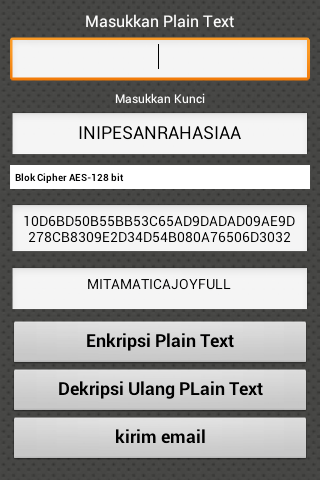 Masukkan Plain Text
Masukkan Kunci
INIPESANRAHASIAA
Blok Cipher AES-128 bit
10D6BD50B55BB53C65AD9DADAD09AE9D
278CB8309E2D34D54B080A76506D3032
MITAMATICAJOYFULL
Enkripsi Plain Text
Dekripsi Ulang PLain Text
kirim email